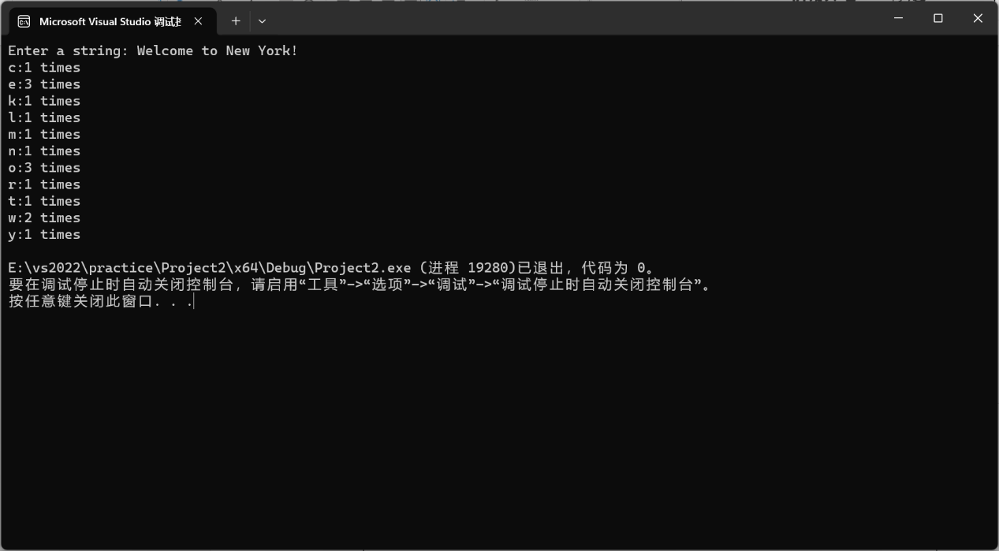 Microsoft Visual Studio 调试
Enter a string: Welcome to New York!
c:1 times
e:3 times
k:1 times
l:1 times
m:1 times
n:1 times
o:3 times
r:1 times
t:1 times
w:2 times
y:1 times
E:\vs2022\practice\Project2\x64\Debug\Project2.exe (进程 19280)已退出，代码为 0。
要在调试停止时自动关闭控制台，请启用“工具”->“选项”->“调试”->“调试停止时自动关闭控制台”。
按任意键关闭此窗口. . .